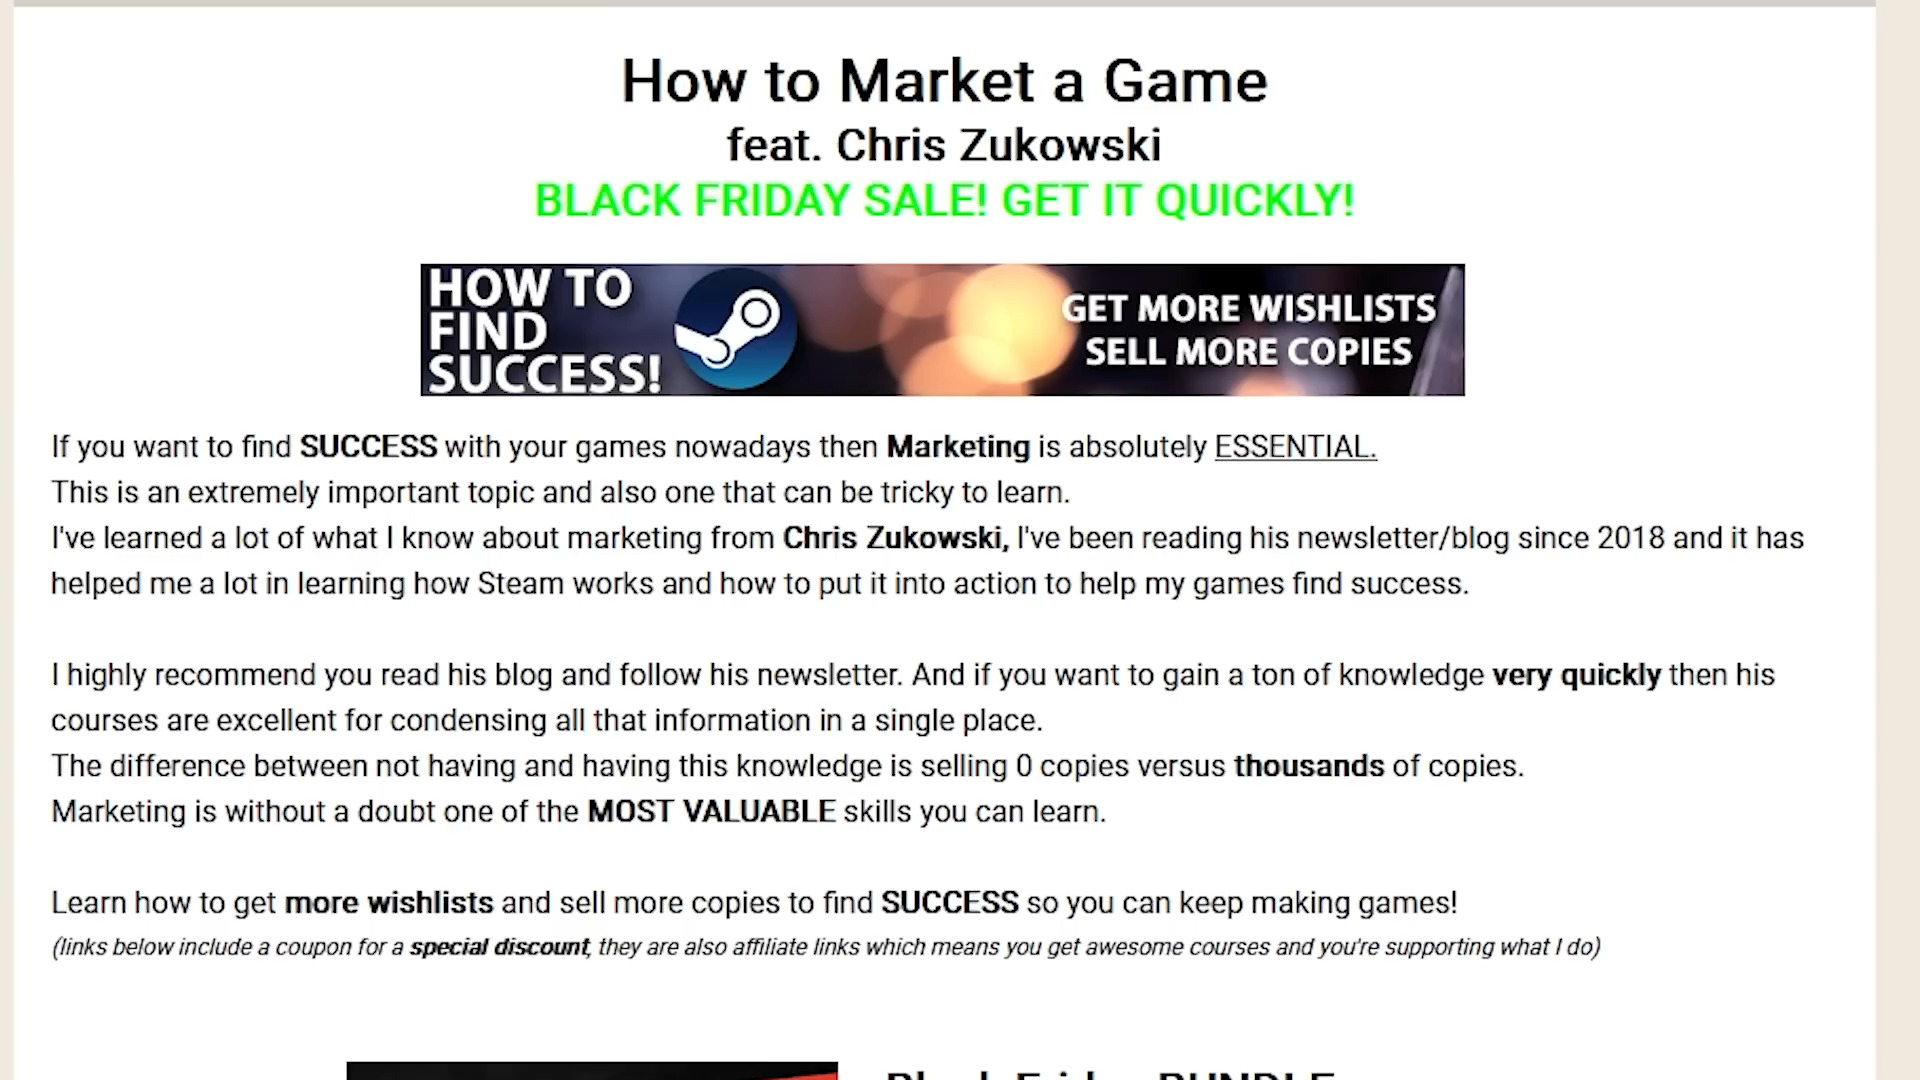 How to Market a Game
feat. Chris Zukowski
BLACK FRIDAY SALE! GET IT QUICKLY!
HOW TO
FIND
SUCCESS!
GET MORE WISHLISTS
SELL MORE COPIES
If you want to find SUCCESS with your games nowadays then Marketing is absolutely ESSENTIAL.
This is an extremely important topic and also one that can be tricky to learn.
I've learned a lot of what I know about marketing from Chris Zukowski, I've been reading his newsletter/blog since 2018 and it has
helped me a lot in learning how Steam works and how to put it into action to help my games find success.
I highly recommend you read his blog and follow his newsletter. And if you want to gain a ton of knowledge very quickly then his
courses are excellent for condensing all that information in a single place.
The difference between not having and having this knowledge is selling 0 copies versus thousands of copies.
Marketing is without a doubt one of the MOST VALUABLE skills you can learn.
Learn how to get more wishlists and sell more copies to find SUCCESS so you can keep making games!
(links below include a coupon for a special discount, they are also affiliate links which means you get awesome courses and you're supporting what I do)
Black Friday BUNDLE